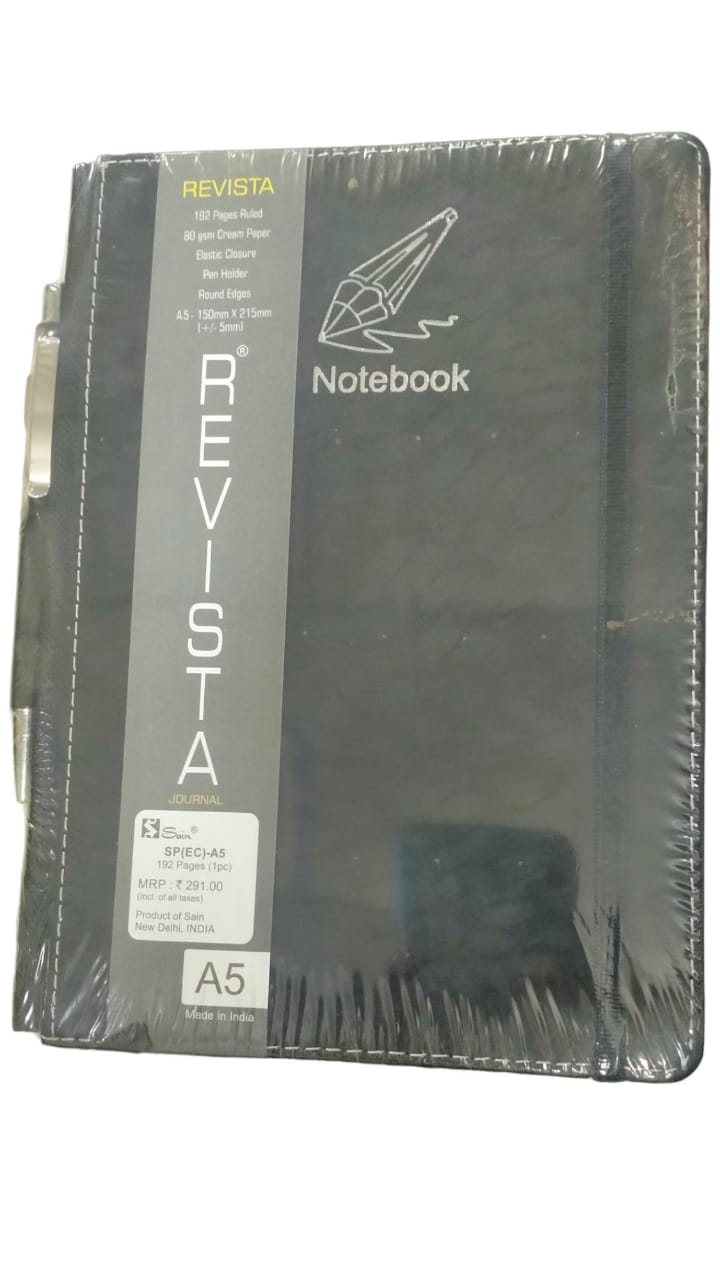 REVISTA
192 Pages Ruled
80 gsm Cream Paper
Elastic Closure
Pen Holder
Round Edges
A5 - 150mm X 215mm
(+/- 5mm)
REVISTA®
JOURNAL
S Sain®
SP(EC)-A5
192 Pages (1pc)
MRP : ₹ 291.00
(Incl. of all taxes)
Product of Sain
New Delhi, INDIA
A5
Made in India
Notebook